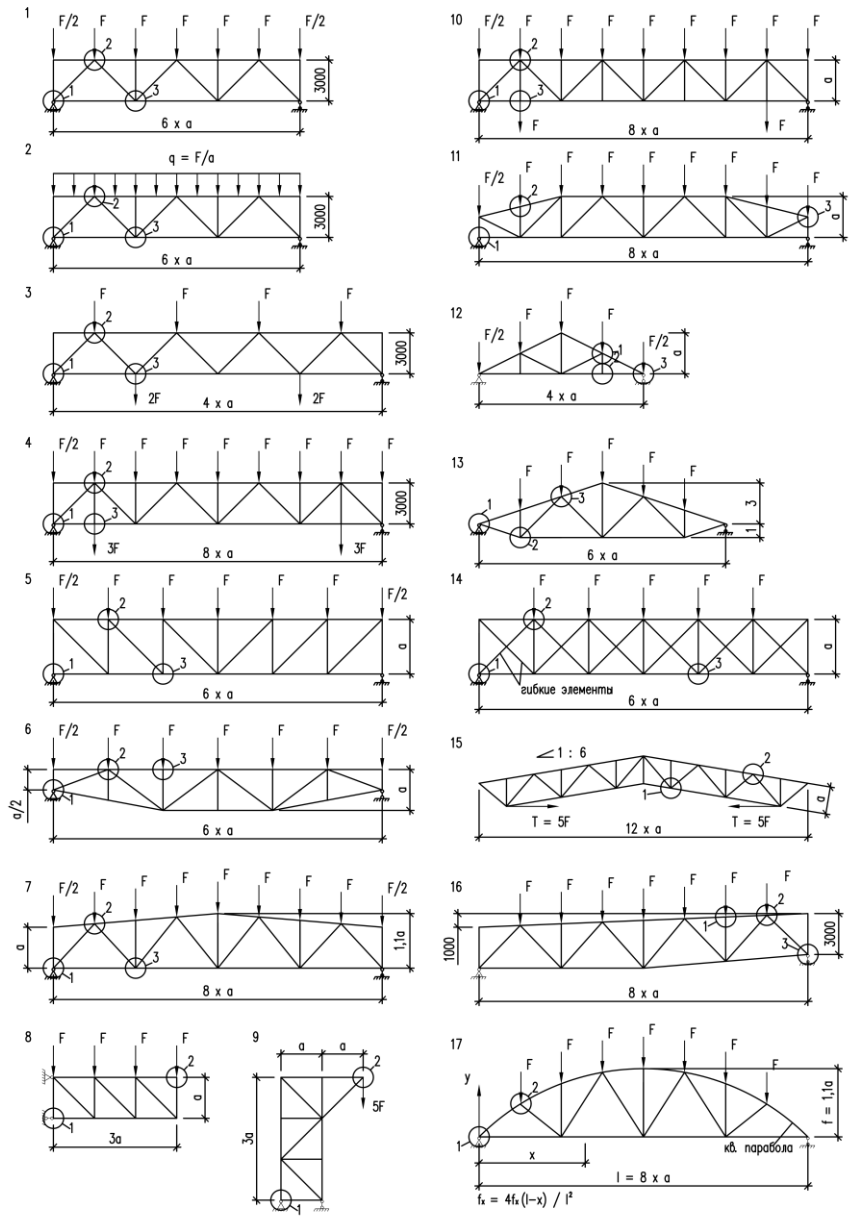 1
F/2 F F F F F F/2
2
1
3
3000
6 x a
2
q = F/a
2
1
3
3000
6 x a
3
F F F F
2
1
3
3000
2F 2F
4 x a
4
F/2 F F F F F F F F
2
1
3
3000
3F 3F
8 x a
5
F/2 F F F F F F/2
2
1
3
a
6 x a
6
F/2 F F F F F F/2
2
3
1
a/2
a
6 x a
7
F/2 F F F F F F F F/2
2
1
3
a
1,1a
8 x a
8
F F F F
2
1
a
3a
9
a a
2
5F
3a
1
10
F/2 F F F F F F F F
2
1
3
a
F F
8 x a
11
F/2 F F F F F F F F
2
3
1
a
8 x a
12
F/2 F F F F/2
1
2
3
a
4 x a
13
F F F F F
1
3
2
3
1
6 x a
14
F F F F F
2
1
3
a
гибкие элементы
6 x a
15
1 : 6
2
1
a
T = 5F T = 5F
12 x a
16
F F F F F F F
1
2
3
1000
3000
8 x a
17
F F F F F F F
y
2
1
f = 1,1a
кв. парабола
x
l = 8 x a
fₓ = 4fₓ(l-x) / l²